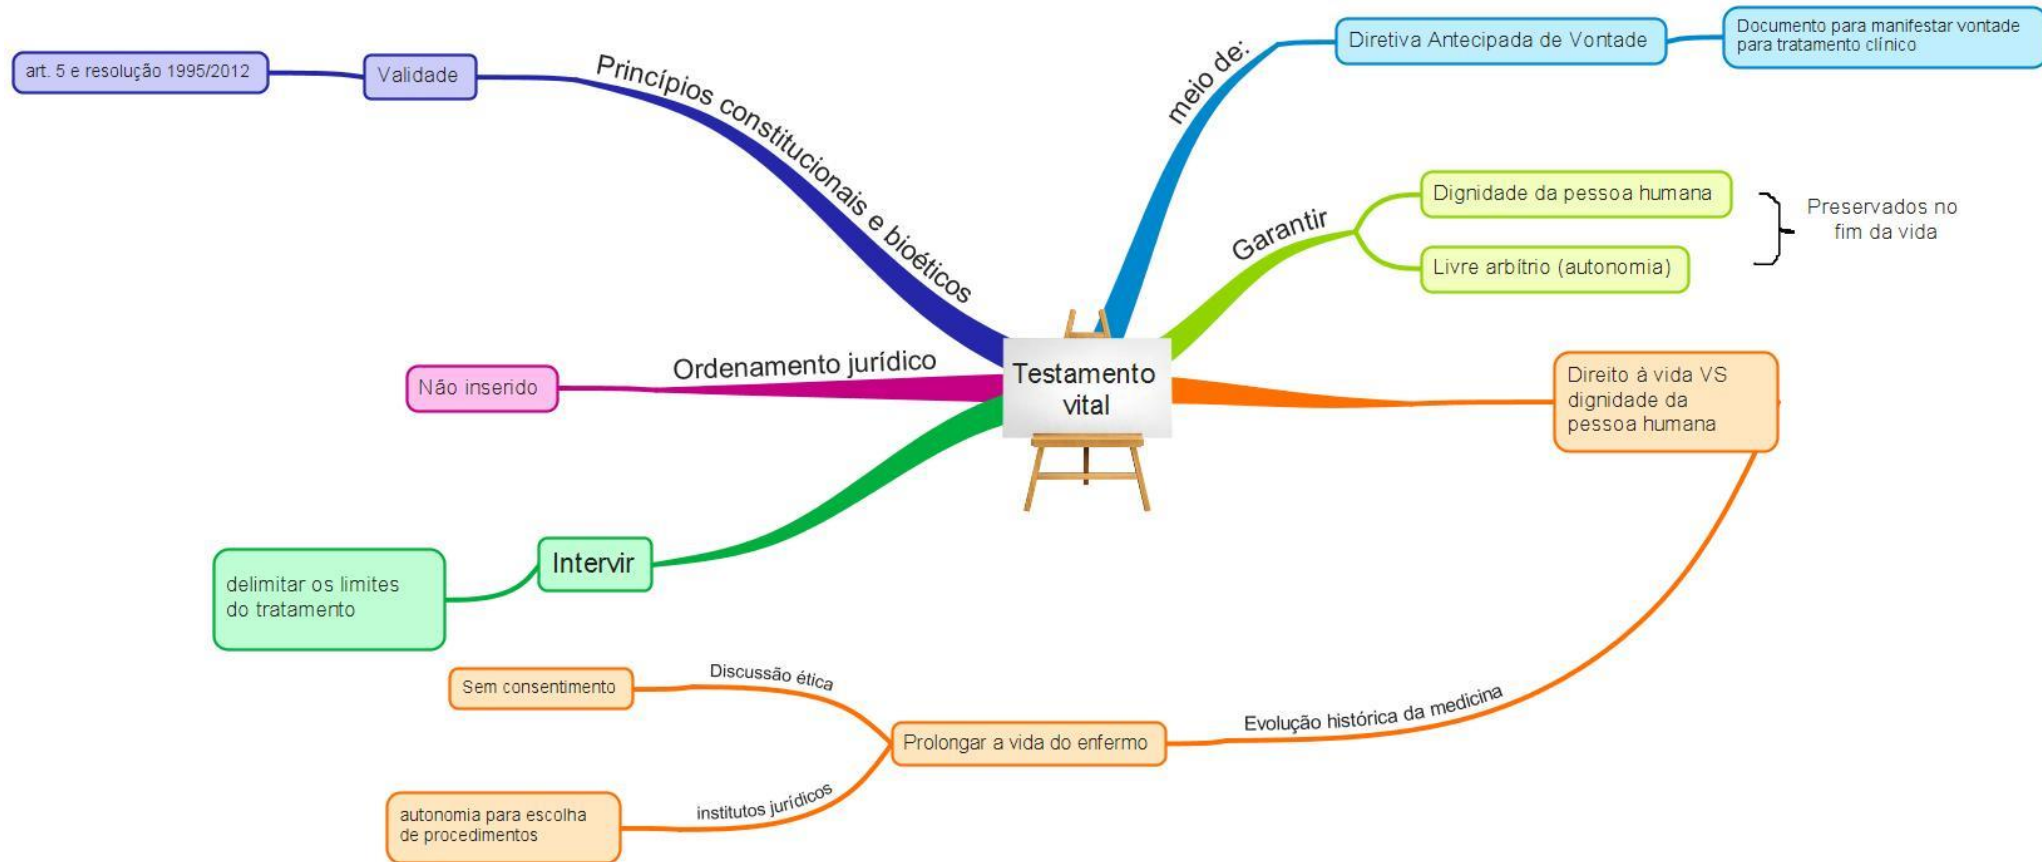 Testamento
vital
meio de:
Diretiva Antecipada de Vontade
Documento para manifestar vontade
para tratamento clínico
Garantir
Dignidade da pessoa humana
Livre arbítrio (autonomia)
Preservados no
fim da vida
Direito à vida VS
dignidade da
pessoa humana
Evolução histórica da medicina
Prolongar a vida do enfermo
Discussão ética
Sem consentimento
institutos jurídicos
autonomia para escolha
de procedimentos
Intervir
delimitar os limites
do tratamento
Ordenamento jurídico
Não inserido
Princípios constitucionais e bioéticos
Validade
art. 5 e resolução 1995/2012